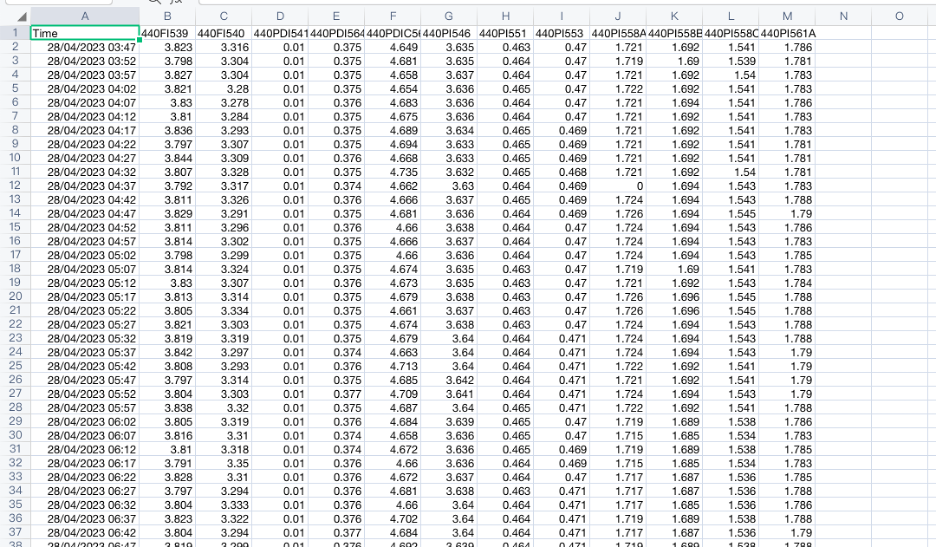 A B C D E F G H I J K L M N O
1 Time 440FI539 440FI540 440PDI541 440PDI564 440PDIC56 440PI546 440PI551 440PI553 440PI558A 440PI558B 440PI558C 440PI561A
2 28/04/2023 03:47 3.823 3.316 0.01 0.375 4.649 3.635 0.463 0.47 1.721 1.692 1.541 1.786
3 28/04/2023 03:52 3.798 3.304 0.01 0.375 4.681 3.635 0.464 0.47 1.719 1.69 1.539 1.781
4 28/04/2023 03:57 3.827 3.304 0.01 0.375 4.658 3.637 0.464 0.47 1.721 1.692 1.54 1.783
5 28/04/2023 04:02 3.821 3.28 0.01 0.375 4.654 3.636 0.465 0.47 1.722 1.692 1.541 1.783
6 28/04/2023 04:07 3.83 3.278 0.01 0.376 4.683 3.636 0.464 0.47 1.721 1.694 1.541 1.786
7 28/04/2023 04:12 3.81 3.284 0.01 0.375 4.675 3.636 0.464 0.47 1.721 1.692 1.541 1.783
8 28/04/2023 04:17 3.836 3.293 0.01 0.375 4.689 3.634 0.465 0.469 1.721 1.692 1.541 1.783
9 28/04/2023 04:22 3.797 3.307 0.01 0.375 4.694 3.633 0.465 0.469 1.721 1.692 1.541 1.781
10 28/04/2023 04:27 3.844 3.309 0.01 0.376 4.668 3.633 0.465 0.469 1.721 1.692 1.541 1.781
11 28/04/2023 04:32 3.807 3.328 0.01 0.375 4.735 3.632 0.465 0.468 1.721 1.692 1.54 1.781
12 28/04/2023 04:37 3.792 3.317 0.01 0.374 4.662 3.63 0.464 0.469 0 1.694 1.543 1.783
13 28/04/2023 04:42 3.811 3.326 0.01 0.376 4.666 3.637 0.465 0.469 1.724 1.694 1.543 1.788
14 28/04/2023 04:47 3.829 3.291 0.01 0.375 4.681 3.636 0.464 0.469 1.726 1.694 1.545 1.79
15 28/04/2023 04:52 3.811 3.296 0.01 0.376 4.66 3.638 0.464 0.47 1.724 1.694 1.543 1.786
16 28/04/2023 04:57 3.814 3.302 0.01 0.375 4.666 3.637 0.464 0.47 1.724 1.694 1.543 1.783
17 28/04/2023 05:02 3.798 3.299 0.01 0.375 4.66 3.636 0.464 0.47 1.724 1.694 1.543 1.785
18 28/04/2023 05:07 3.814 3.324 0.01 0.375 4.674 3.635 0.463 0.47 1.719 1.69 1.541 1.783
19 28/04/2023 05:12 3.83 3.307 0.01 0.376 4.673 3.635 0.463 0.47 1.721 1.692 1.541 1.784
20 28/04/2023 05:17 3.813 3.314 0.01 0.375 4.679 3.638 0.463 0.47 1.726 1.696 1.545 1.788
21 28/04/2023 05:22 3.805 3.334 0.01 0.375 4.661 3.637 0.463 0.47 1.726 1.696 1.545 1.788
22 28/04/2023 05:27 3.821 3.303 0.01 0.375 4.674 3.638 0.463 0.47 1.724 1.694 1.543 1.788
23 28/04/2023 05:32 3.819 3.319 0.01 0.375 4.679 3.64 0.464 0.471 1.724 1.694 1.543 1.788
24 28/04/2023 05:37 3.842 3.297 0.01 0.374 4.663 3.64 0.464 0.471 1.724 1.694 1.543 1.79
25 28/04/2023 05:42 3.808 3.293 0.01 0.376 4.713 3.64 0.464 0.471 1.722 1.692 1.541 1.79
26 28/04/2023 05:47 3.797 3.314 0.01 0.375 4.685 3.642 0.464 0.471 1.721 1.692 1.541 1.79
27 28/04/2023 05:52 3.804 3.303 0.01 0.377 4.709 3.641 0.464 0.471 1.724 1.694 1.543 1.79
28 28/04/2023 05:57 3.838 3.32 0.01 0.375 4.687 3.64 0.465 0.471 1.722 1.692 1.541 1.788
29 28/04/2023 06:02 3.805 3.319 0.01 0.376 4.684 3.639 0.465 0.47 1.719 1.689 1.538 1.786
30 28/04/2023 06:07 3.816 3.31 0.01 0.374 4.658 3.636 0.465 0.47 1.715 1.685 1.534 1.783
31 28/04/2023 06:12 3.81 3.318 0.01 0.374 4.672 3.636 0.465 0.469 1.719 1.689 1.538 1.785
32 28/04/2023 06:17 3.791 3.35 0.01 0.376 4.66 3.636 0.464 0.469 1.715 1.685 1.534 1.783
33 28/04/2023 06:22 3.828 3.31 0.01 0.376 4.672 3.637 0.464 0.47 1.717 1.687 1.536 1.785
34 28/04/2023 06:27 3.797 3.294 0.01 0.376 4.681 3.638 0.463 0.471 1.717 1.687 1.536 1.788
35 28/04/2023 06:32 3.804 3.333 0.01 0.376 4.66 3.64 0.464 0.471 1.717 1.687 1.536 1.786
36 28/04/2023 06:37 3.823 3.322 0.01 0.376 4.702 3.64 0.464 0.471 1.719 1.689 1.538 1.788
37 28/04/2023 06:42 3.804 3.294 0.01 0.377 4.684 3.64 0.464 0.471 1.717 1.687 1.536 1.79
38 28/04/2023 06:47 3.819 3.299 0.01 0.376 4.692 3.639 0.464 0.471 1.719 1.689 1.538 1.788